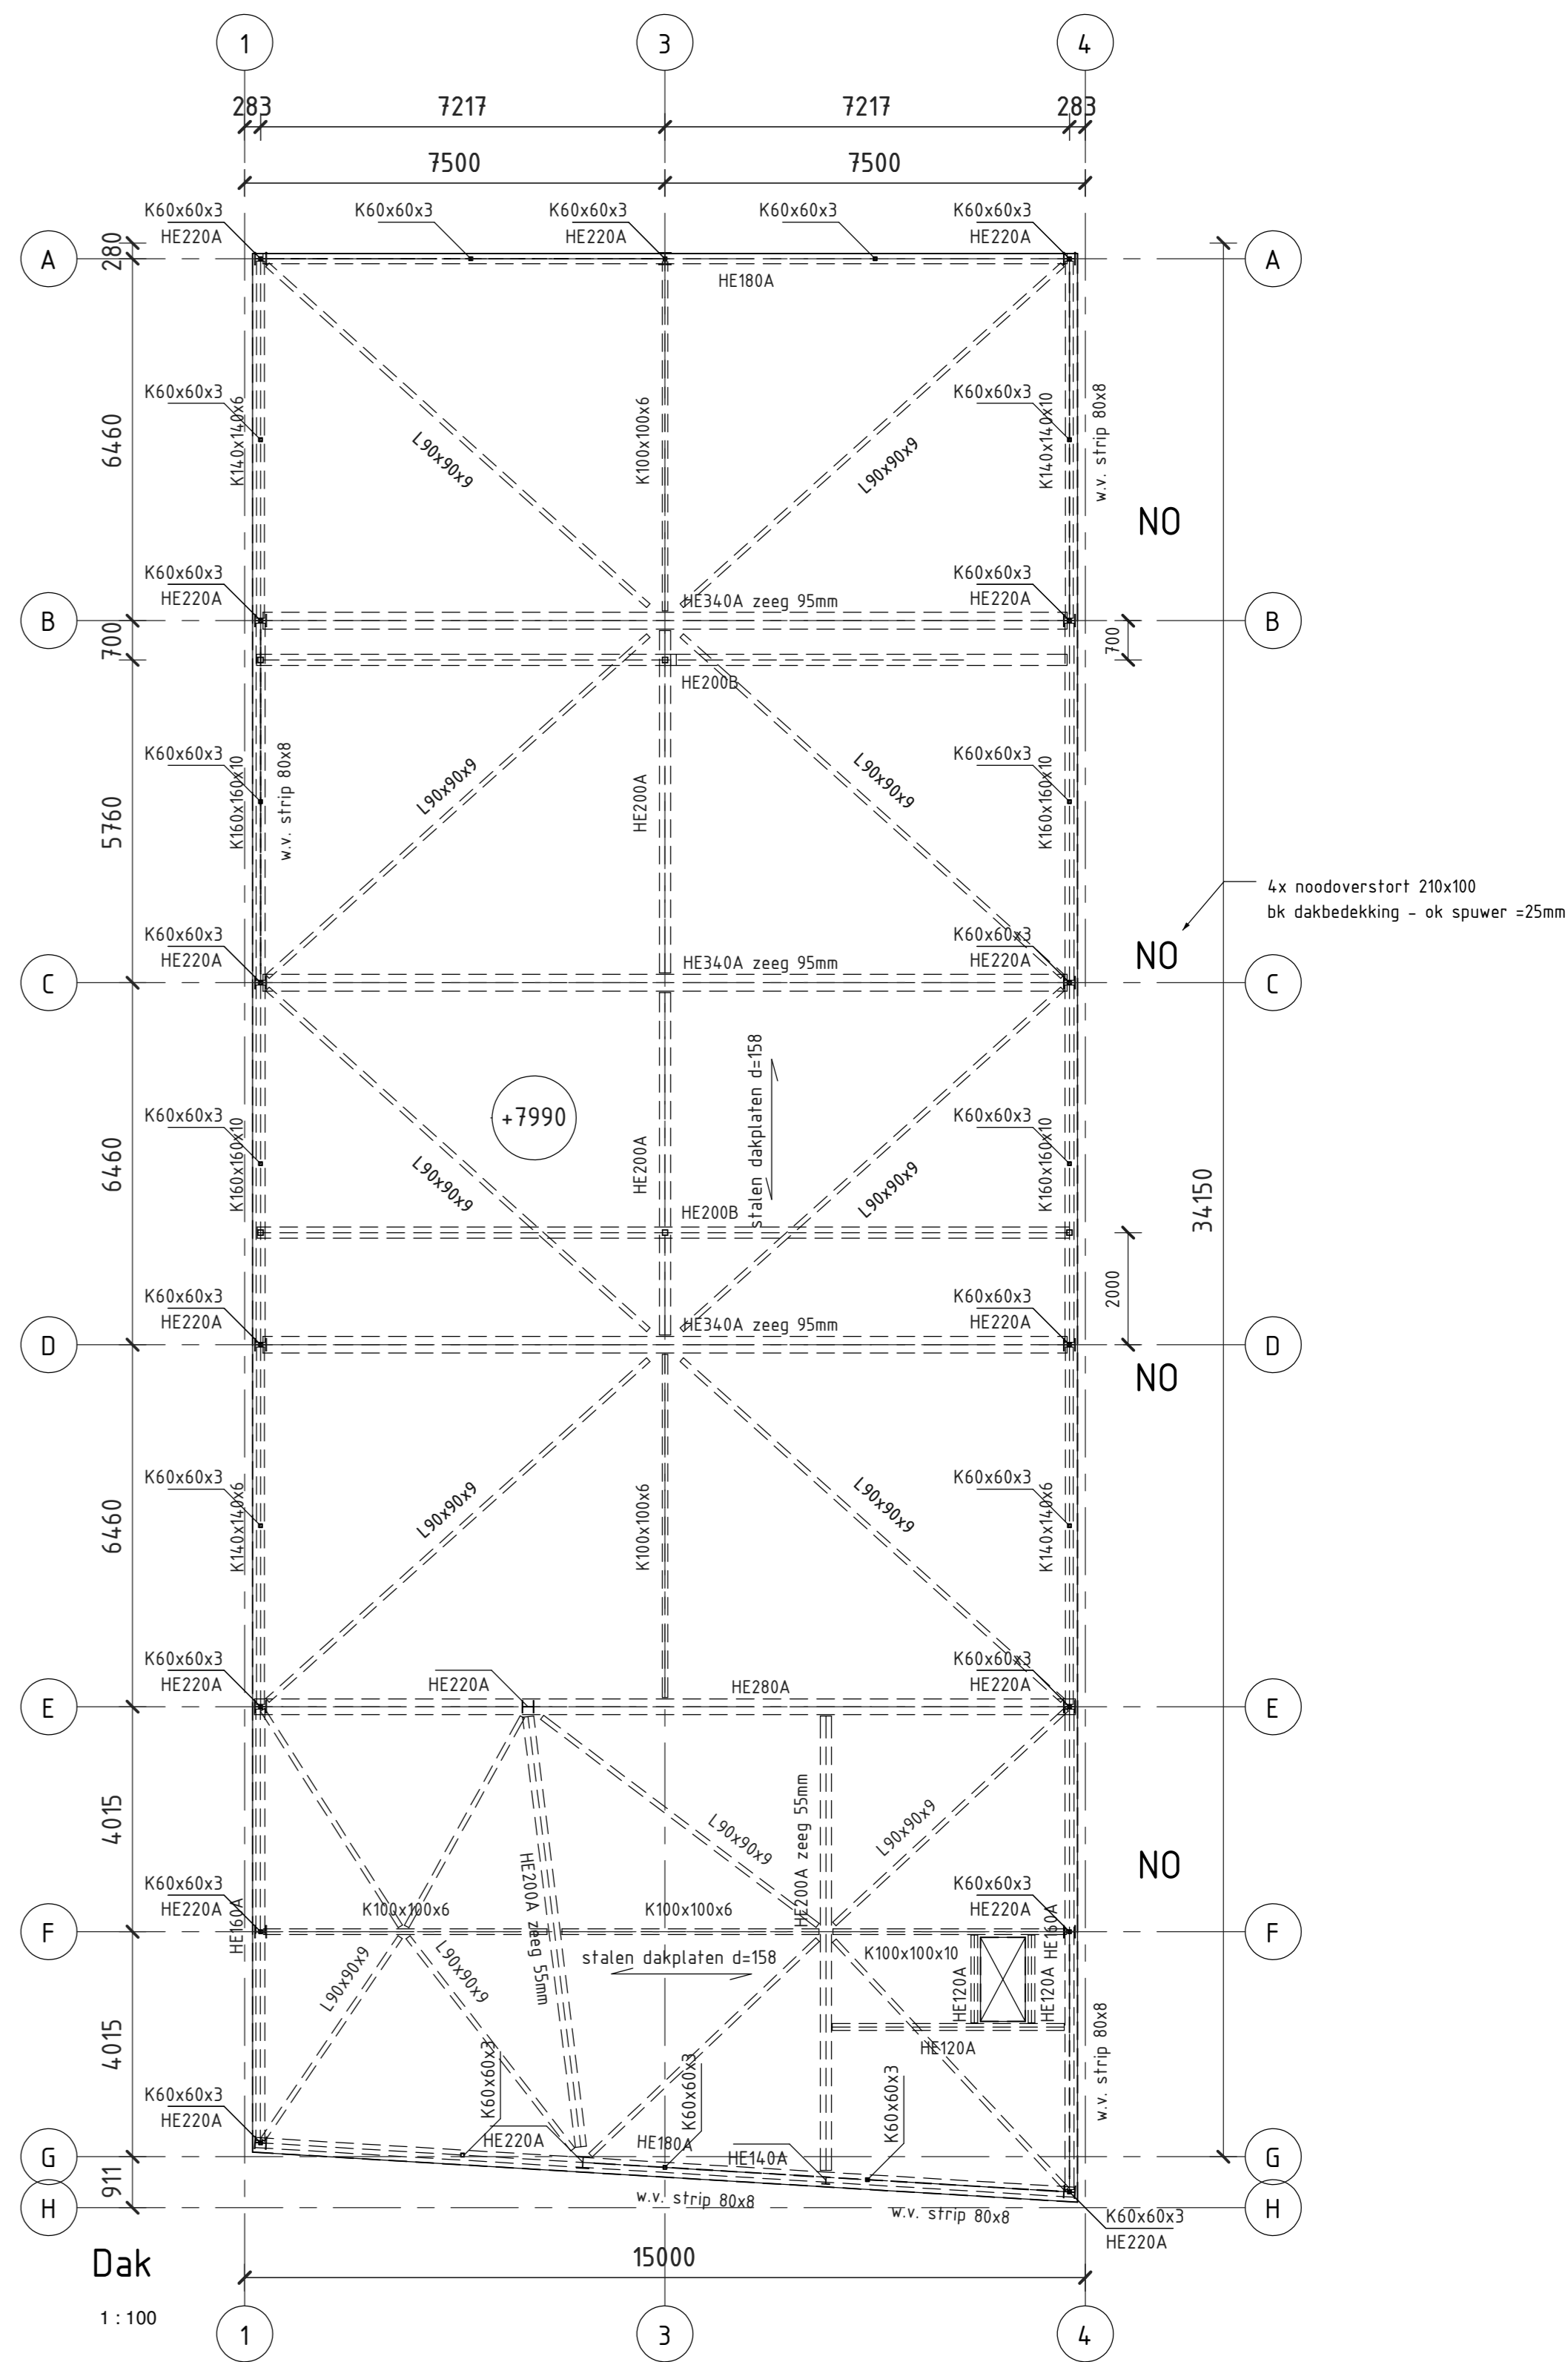 1
3
4
283
7217
7217
283
7500
7500
K60x60x3
HE220A
K60x60x3
K60x60x3
HE220A
K60x60x3
K60x60x3
HE220A
A
280
A
HE180A
6460
K60x60x3
K140x140x6
L90x90x9
K100x100x6
L90x90x9
K60x60x3
K140x140x10
w.v. strip 80x8
NO
K60x60x3
HE220A
HE340A zeeg 95mm
K60x60x3
HE220A
B
700
700
B
HE200B
5760
K60x60x3
K160x160x10
w.v. strip 80x8
L90x90x9
HE200A
L90x90x9
K60x60x3
K160x160x10
4x noodoverstort 210x100
bk dakbedekking - ok spuwer =25mm
NO
K60x60x3
HE220A
HE340A zeeg 95mm
K60x60x3
HE220A
C
C
+7990
stalen dakplaten d=158
6460
K60x60x3
K160x160x10
L90x90x9
HE200A
L90x90x9
K60x60x3
K160x160x10
34150
HE200B
2000
K60x60x3
HE220A
HE340A zeeg 95mm
K60x60x3
HE220A
D
D
NO
6460
K60x60x3
K140x140x6
L90x90x9
K100x100x6
L90x90x9
K60x60x3
K140x140x6
K60x60x3
HE220A
HE220A
HE280A
K60x60x3
HE220A
E
E
4015
HE200A zeeg 55mm
L90x90x9
HE200A zeeg 55mm
L90x90x9
NO
K60x60x3
HE220A
HE160A
K100x100x6
K100x100x6
K60x60x3
HE220A
HE160A
F
F
stalen dakplaten d=158
K100x100x10
4015
L90x90x9
L90x90x9
HE120A
HE120A
HE120A
w.v. strip 80x8
K60x60x3
HE220A
K60x60x3
HE220A
K60x60x3
HE180A
HE140A
K60x60x3
G
G
911
w.v. strip 80x8
w.v. strip 80x8
K60x60x3
HE220A
H
H
Dak
1 : 100
15000
1
3
4